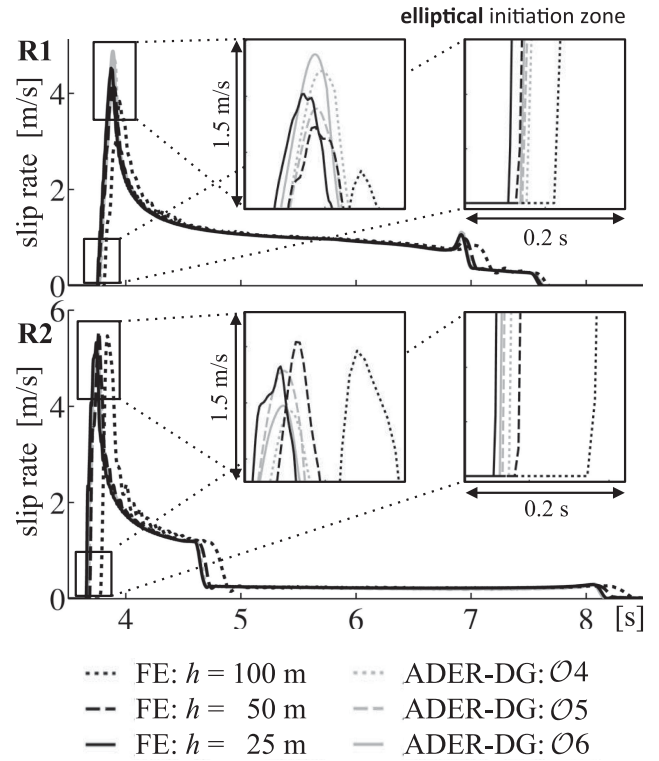 elliptical initiation zone
R1
slip rate [m/s]
4
2
0
1.5 m/s
0.2 s
R2
slip rate [m/s]
6
4
2
0
1.5 m/s
0.2 s
4 5 6 7 8 [s]
FE: h = 100 m
FE: h = 50 m
FE: h = 25 m
ADER-DG: 𝒪4
ADER-DG: 𝒪5
ADER-DG: 𝒪6